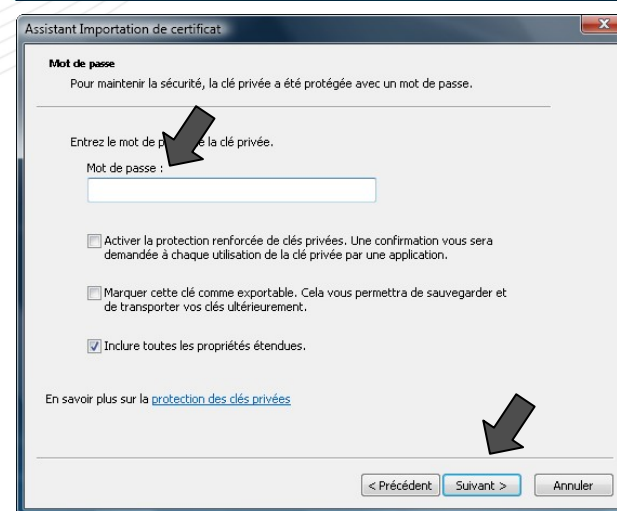 Assistant Importation de certificat
Mot de passe
Pour maintenir la sécurité, la clé privée a été protégée avec un mot de passe.
Entrez le mot de la clé privée.
Mot de passe :
Activer la protection renforcée de clés privées. Une confirmation vous sera
demandée à chaque utilisation de la clé privée par une application.
Marquer cette clé comme exportable. Cela vous permettra de sauvegarder et
de transporter vos clés ultérieurement.
Inclure toutes les propriétés étendues.
En savoir plus sur la protection des clés privées
< Précédent Suivant > Annuler